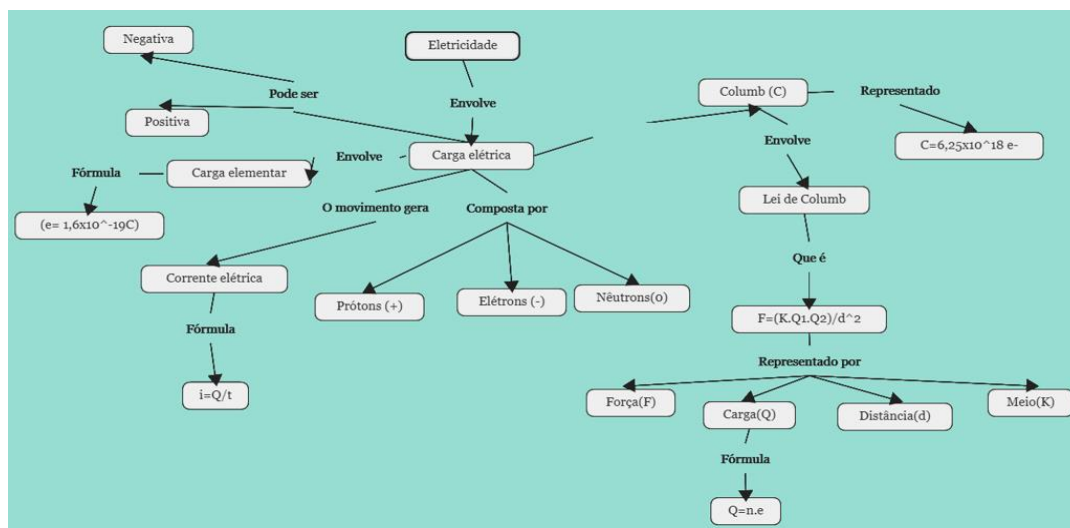 Negativa
Eletricidade
Pode ser
Envolve
Columb (C)
Representado
Positiva
C=6,25x10^18 e-
Envolve
Carga elétrica
Envolve
Fórmula
Carga elementar
O movimento gera
Composta por
Lei de Columb
(e= 1,6x10^-19C)
Que é
Corrente elétrica
Prótons (+)
Elétrons (-)
Nêutrons(0)
F=(K.Q1.Q2)/d^2
Fórmula
Representado por
i=Q/t
Força(F)
Carga(Q)
Distância(d)
Meio(K)
Fórmula
Q=n.e